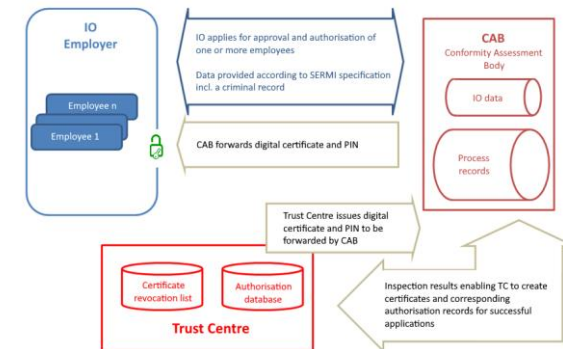 IO
Employer
Employee n
Employee 1
IO applies for approval and authorisation of
one or more employees
Data provided according to SERMI specification
incl. a criminal record
CAB forwards digital certificate and PIN
CAB
Conformity Assessment
Body
IO data
Process
records
Trust Centre issues digital
certificate and PIN to be
forwarded by CAB
Certificate
revocation list
Authorisation
database
Trust Centre
Inspection results enabling TC to create
certificates and corresponding
authorisation records for successful
applications